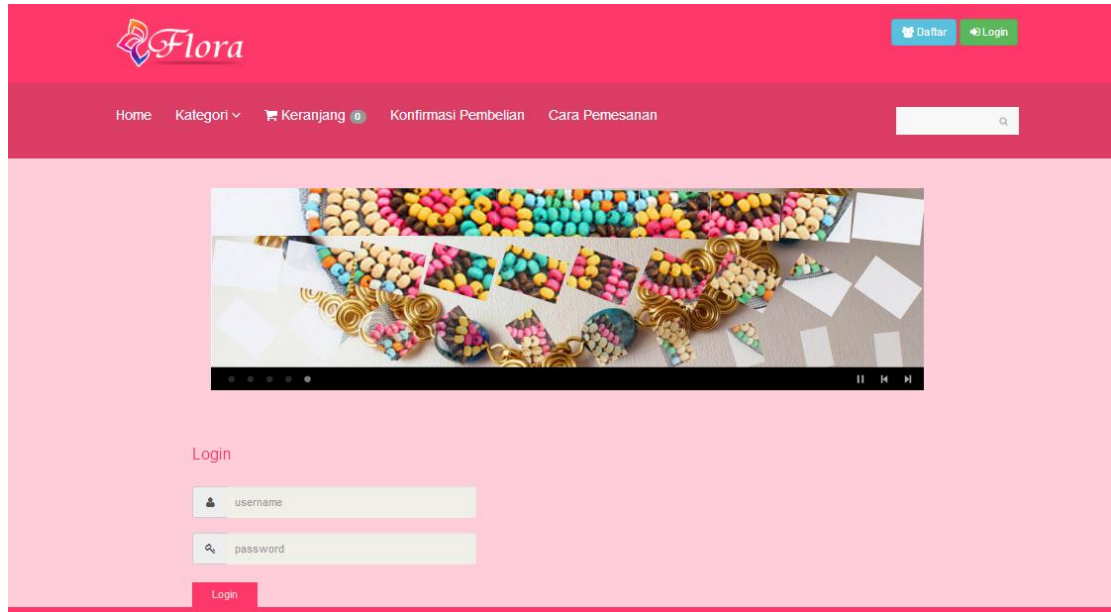 Flora
Daftar Login
Home Kategori Keranjang 0 Konfirmasi Pembelian Cara Pemesanan
Login
username
password
Login